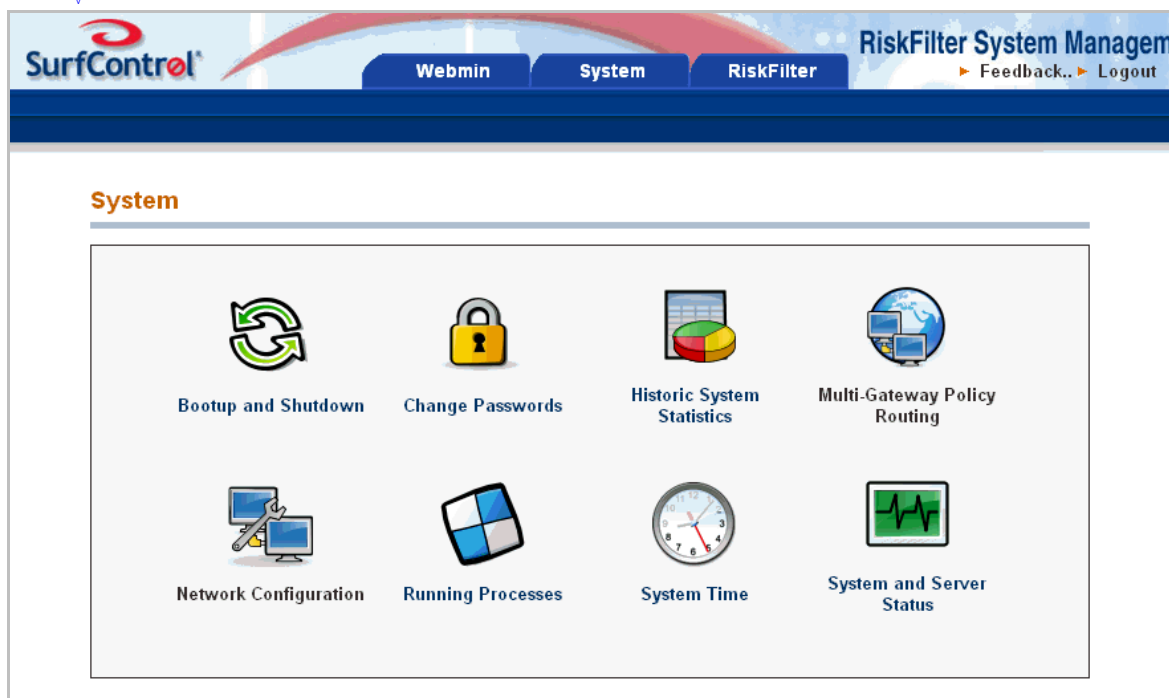 SurfControl
Webmin
System
RiskFilter
RiskFilter System Managem
Feedback..
Logout
System
Bootup and Shutdown
Change Passwords
Historic System
Statistics
Multi-Gateway Policy
Routing
Network Configuration
Running Processes
System Time
System and Server
Status